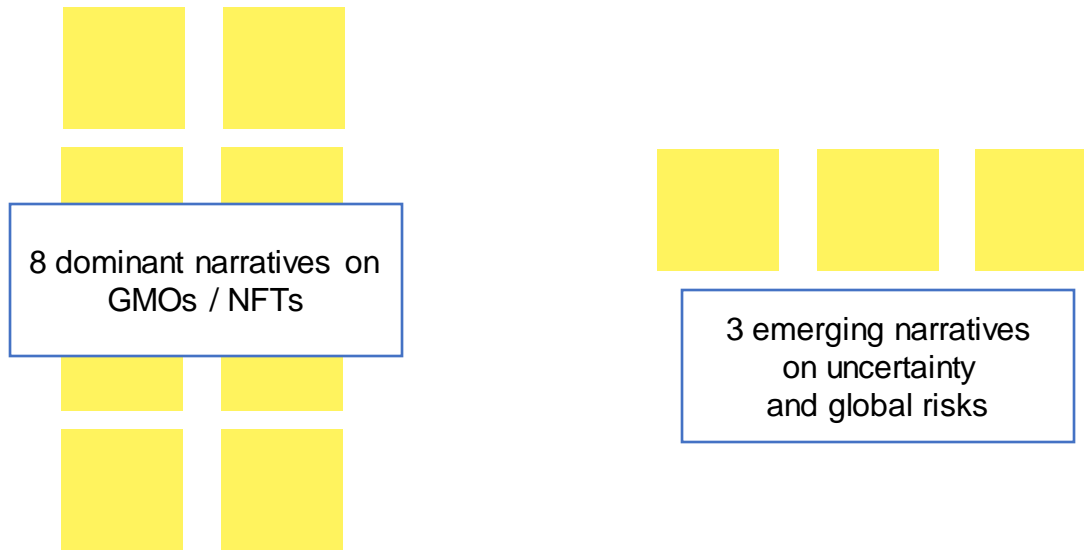 8 dominant narratives on
GMOs / NFTs
3 emerging narratives
on uncertainty
and global risks